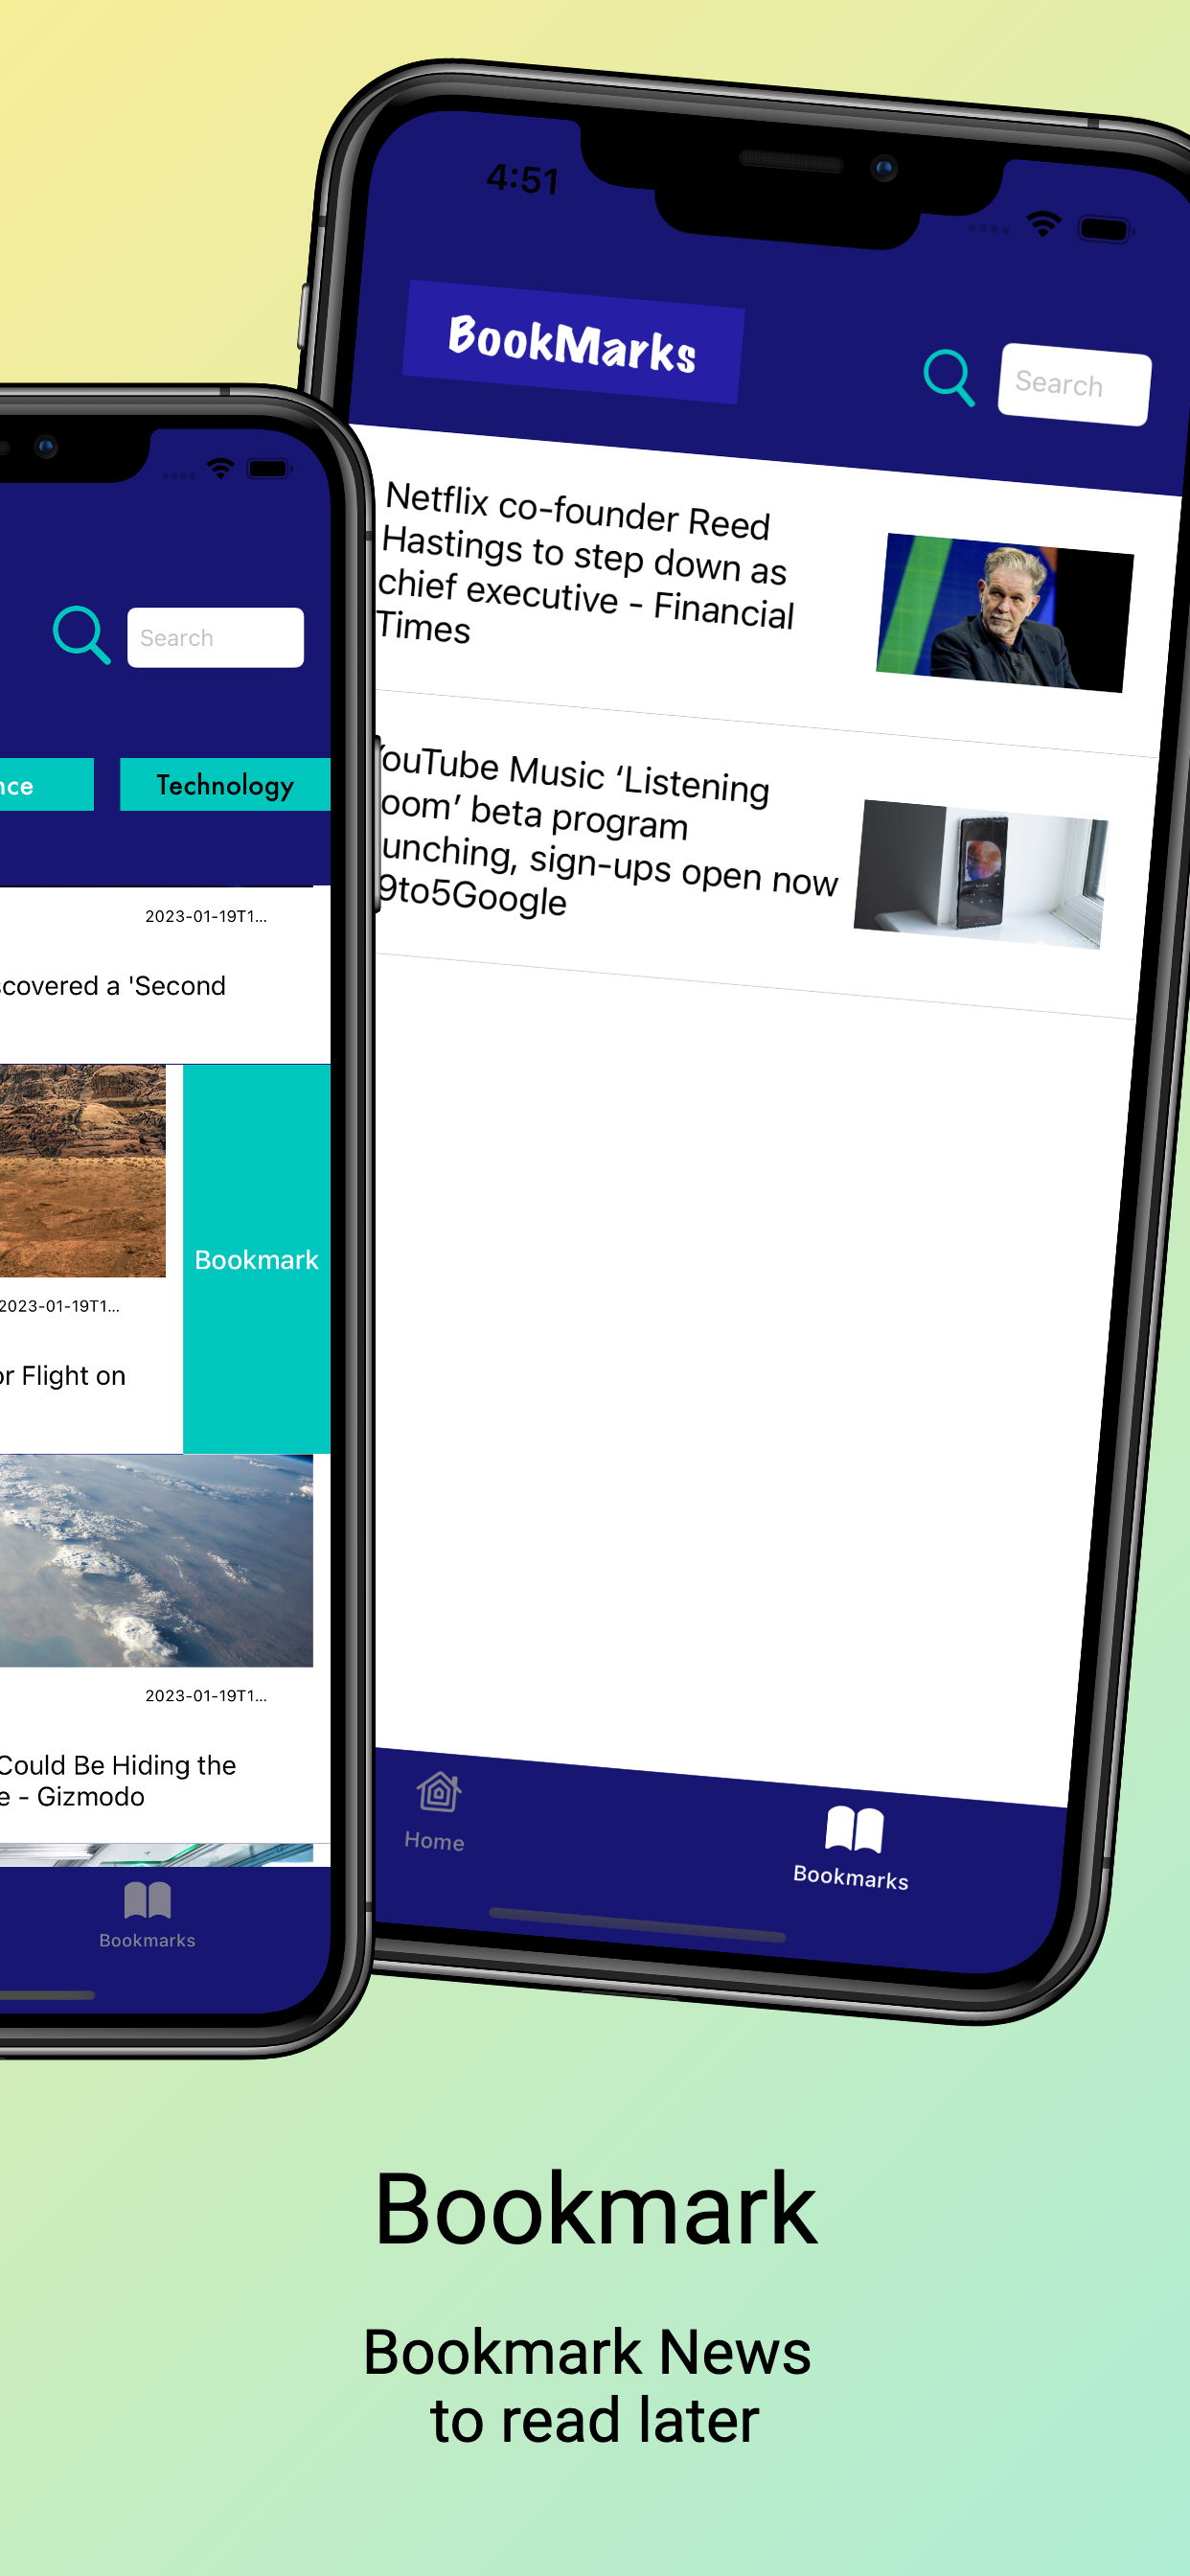 4:51
BookMarks
Search
Netflix co-founder Reed
Hastings to step down as
chief executive - Financial
Times
YouTube Music ‘Listening
oom’ beta program
unching, sign-ups open now
9to5Google
Home
Bookmarks
Search
nce
Technology
2023-01-19T1...
scovered a 'Second
Bookmark
2023-01-19T1...
or Flight on
2023-01-19T1...
Could Be Hiding the
e - Gizmodo
Bookmarks
Bookmark
Bookmark News
to read later